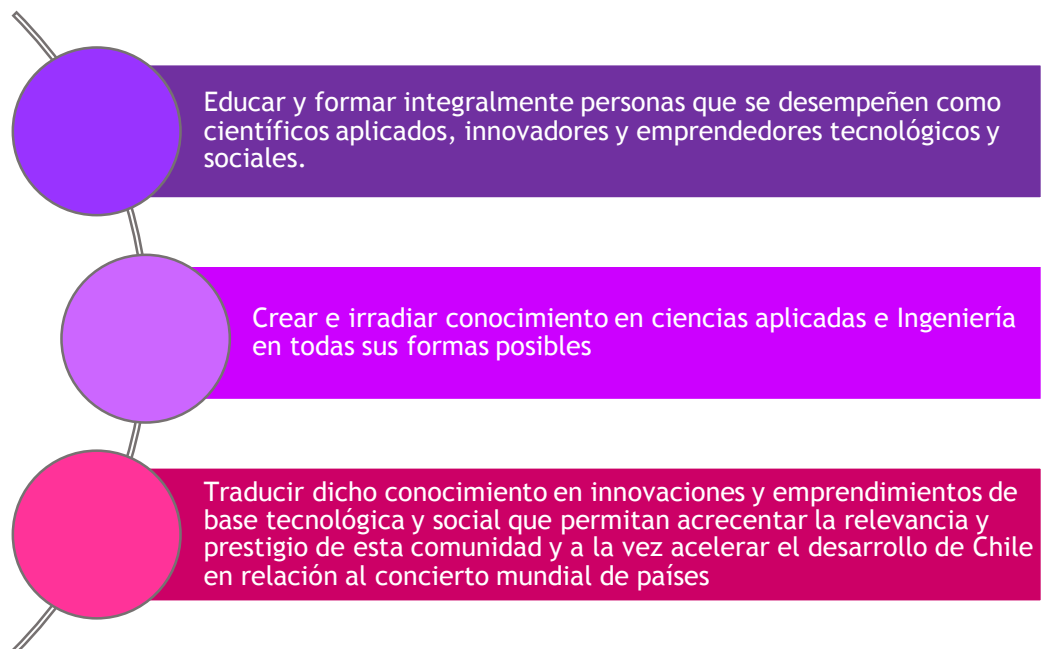 Educar y formar integralmente personas que se desempeñen como
científicos aplicados, innovadores y emprendedores tecnológicos y
sociales.
Crear e irradiar conocimiento en ciencias aplicadas e Ingeniería
en todas sus formas posibles
Traducir dicho conocimiento en innovaciones y emprendimientos de
base tecnológica y social que permitan acrecentar la relevancia y
prestigio de esta comunidad y a la vez acelerar el desarrollo de Chile
en relación al concierto mundial de países